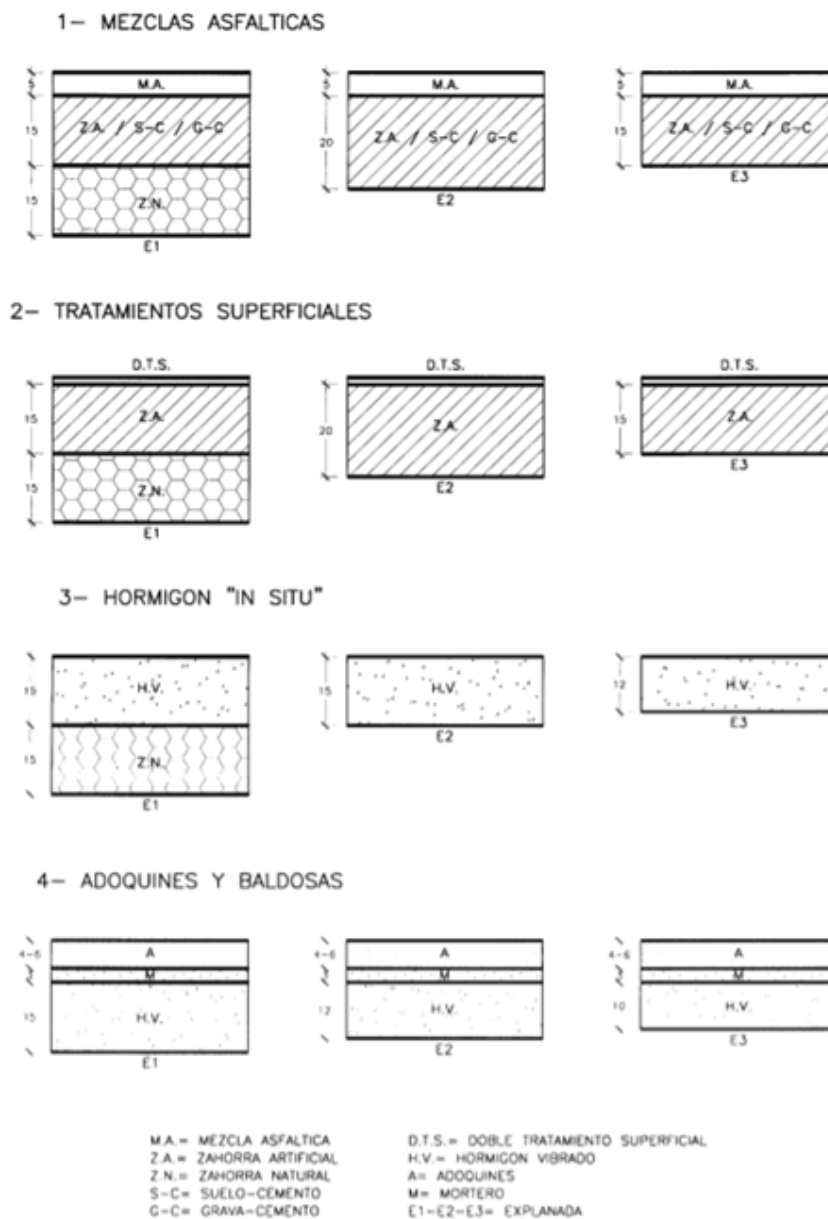 1- MEZCLAS ASFALTICAS
M.A. M.A. M.A.
5 5 5
Z.A. / S-C / G-C Z.A. / S-C / G-C Z.A. / S-C / G-C
15 20 15
Z.N. E2 E3
15
E1
2- TRATAMIENTOS SUPERFICIALES
D.T.S. D.T.S. D.T.S.
Z.A. Z.A. Z.A.
15 20 15
Z.N. E2 E3
15
E1
3- HORMIGON "IN SITU"
H.V. H.V. H.V.
15 15 12
Z.N. E2 E3
15
E1
4- ADOQUINES Y BALDOSAS
4-6 A 4-6 A 4-6 A
M M M
15 H.V. 12 H.V. 10 H.V.
E1 E2 E3
M.A.= MEZCLA ASFALTICA D.T.S.= DOBLE TRATAMIENTO SUPERFICIAL
Z.A.= ZAHORRA ARTIFICIAL H.V.= HORMIGON VIBRADO
Z.N.= ZAHORRA NATURAL A= ADOQUINES
S-C= SUELO-CEMENTO M= MORTERO
G-C= GRAVA-CEMENTO E1-E2-E3= EXPLANADA